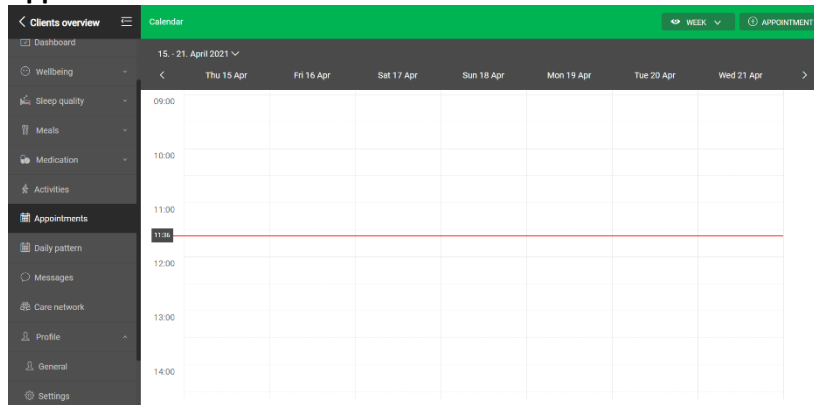 Clients overview
Dashboard
Wellbeing
Sleep quality
Meals
Medication
Activities
Appointments
Daily pattern
Messages
Care network
Profile
General
Settings
Calendar
WEEK
APPOINTMENT
15. - 21. April 2021
Thu 15 Apr Fri 16 Apr Sat 17 Apr Sun 18 Apr Mon 19 Apr Tue 20 Apr Wed 21 Apr
09:00
10:00
11:00
11:36
12:00
13:00
14:00